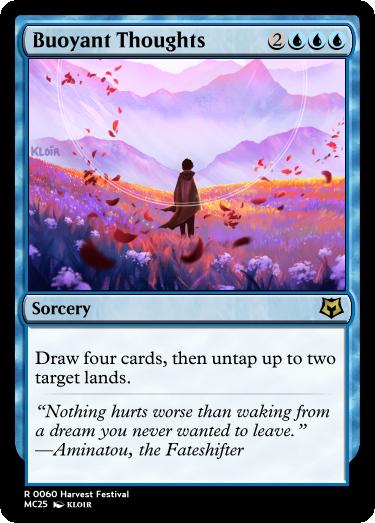 Buoyant Thoughts 2
KLOIR
Sorcery
Draw four cards, then untap up to two
target lands.
“Nothing hurts worse than waking from
a dream you never wanted to leave.”
—Aminatou, the Fateshifter
R 0060 Harvest Festival
MC25 KLOIR